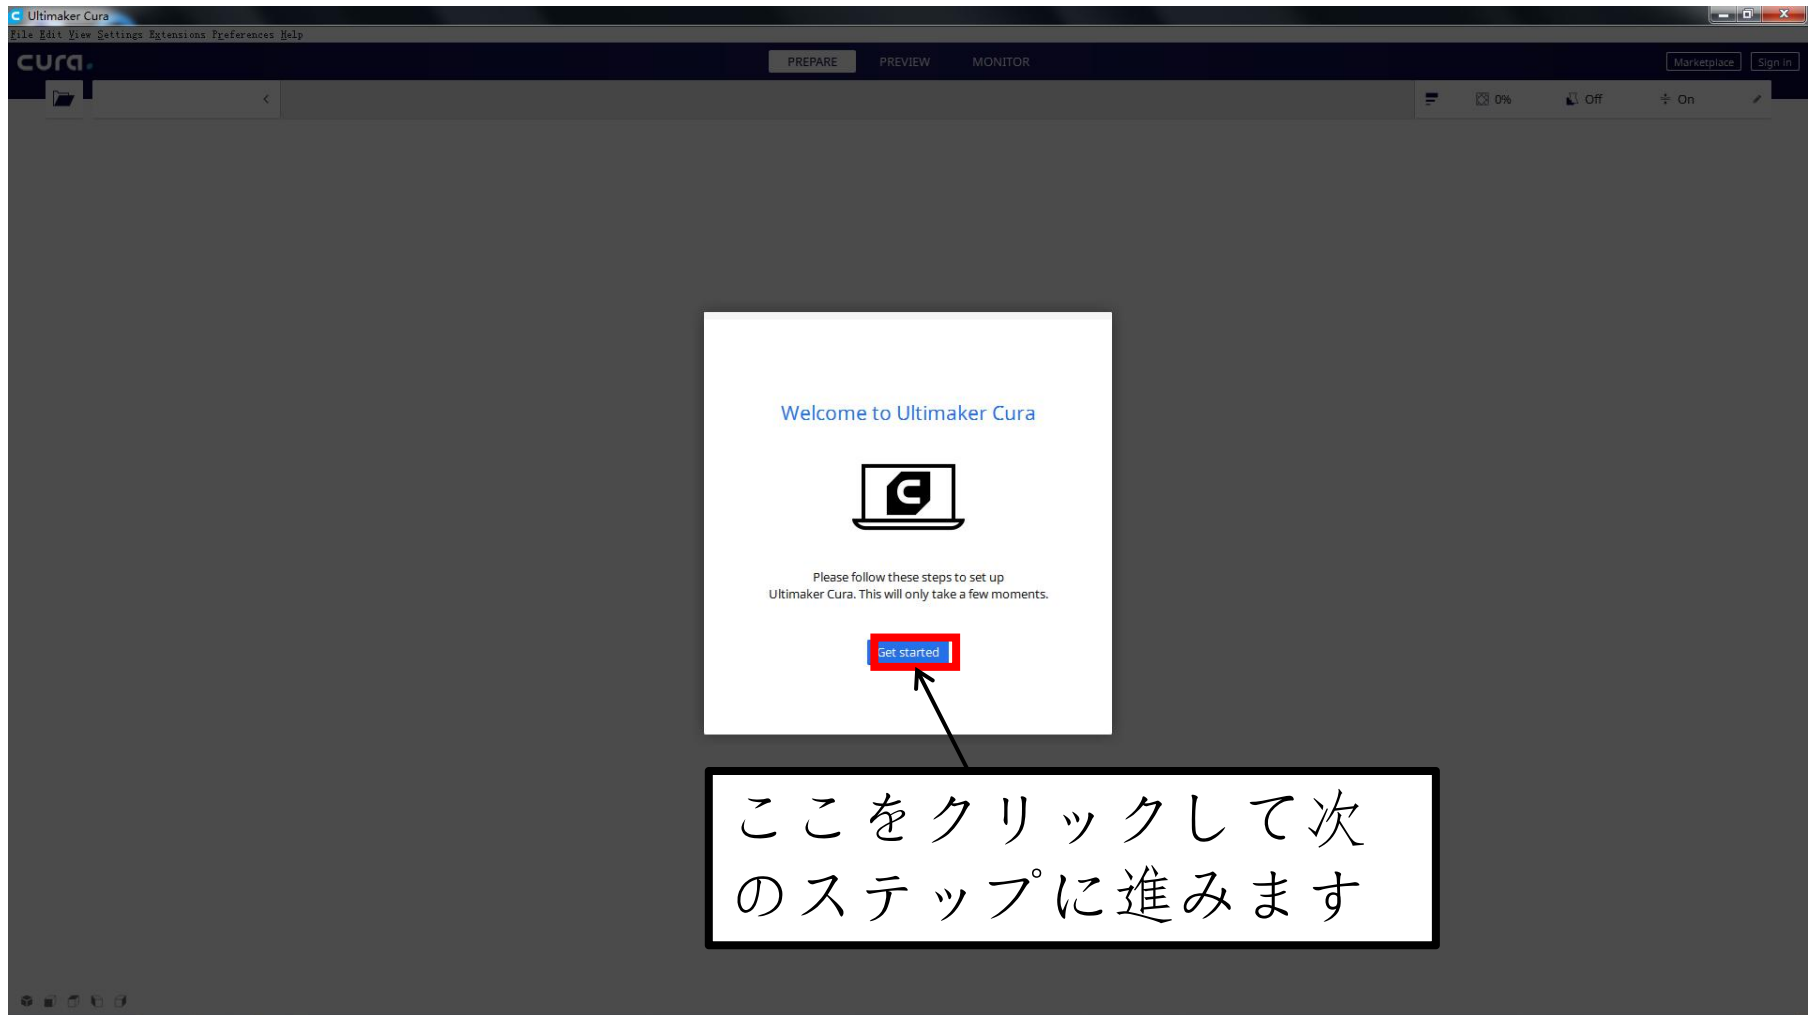 Ultimaker Cura
File Edit View Settings Extensions Preferences Help
cura.
PREPARE PREVIEW MONITOR
Marketplace Sign in
0% Off On
Welcome to Ultimaker Cura
Please follow these steps to set up
Ultimaker Cura. This will only take a few moments.
Get started
ここをクリックして次
のステップに進みます